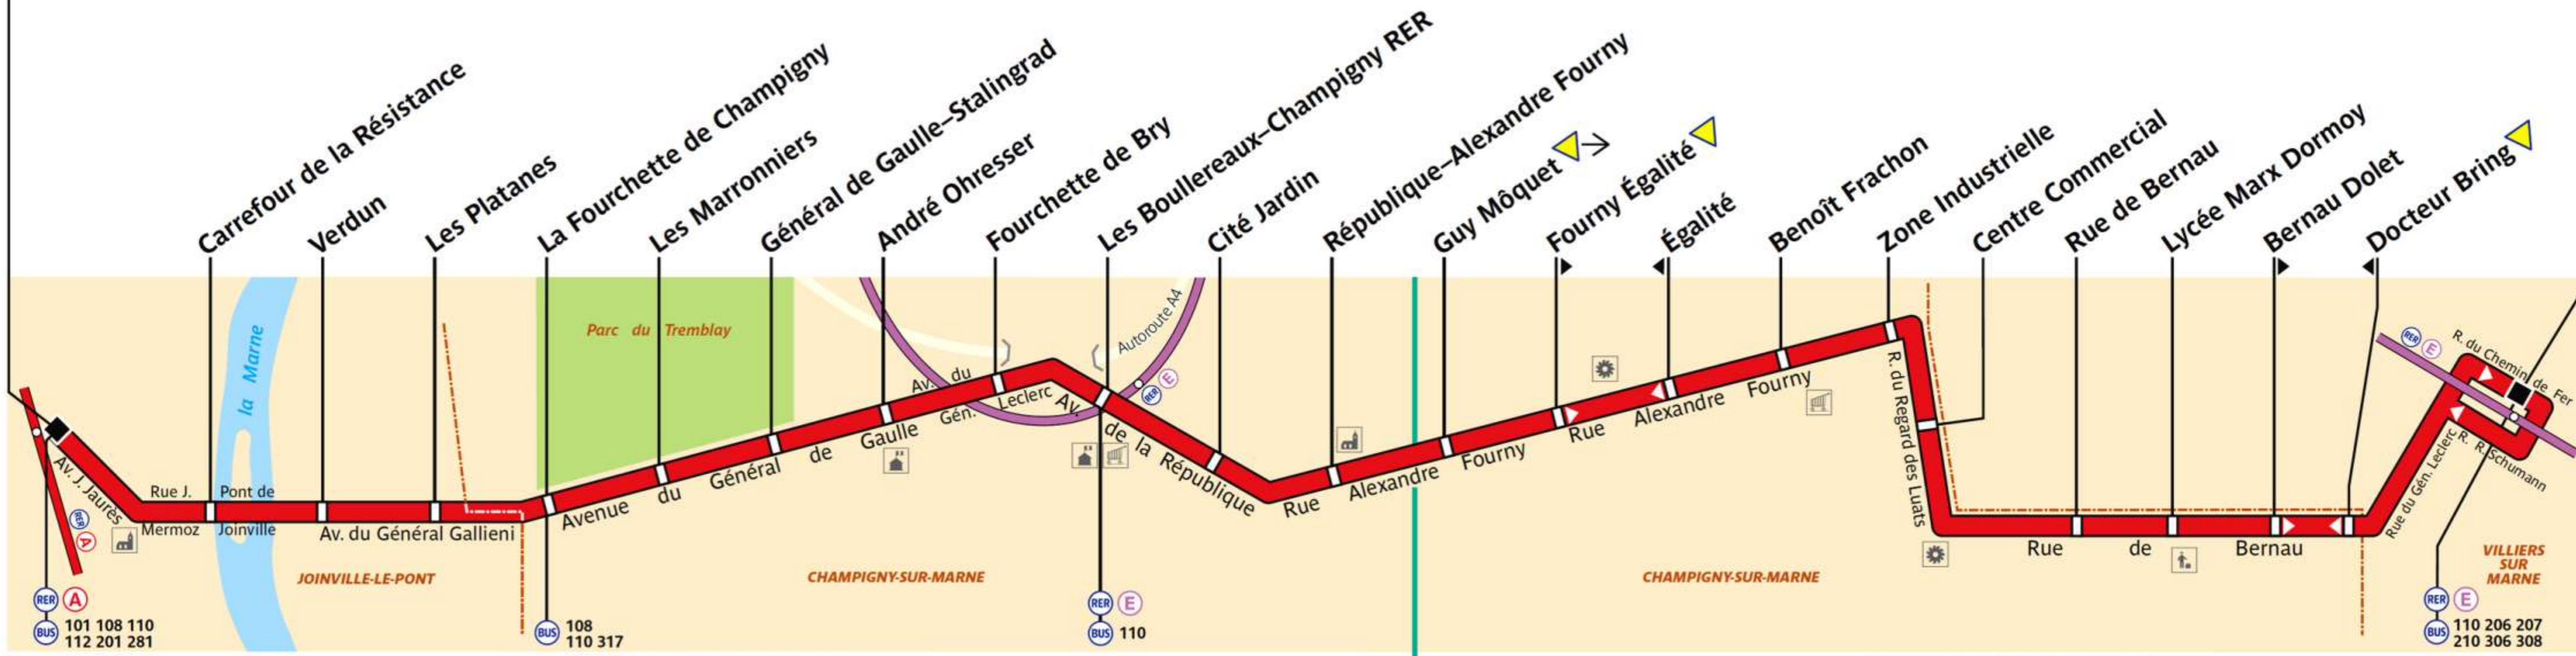 Carrefour de la Résistance
Verdun
Les Platanes
La Fourchette de Champigny
Les Marronniers
Général de Gaulle–Stalingrad
André Ohresser
Fourchette de Bry
Les Boullereaux–Champigny RER
Cité Jardin
République–Alexandre Fourny
Guy Môquet
Fourny Égalité
Égalité
Benoît Frachon
Zone Industrielle
Centre Commercial
Rue de Bernau
Lycée Marx Dormoy
Bernau Dolet
Docteur Bring
la Marne
Parc du Tremblay
Autoroute A4
RER E
RER E
R. du Chemin de Fer
Av. J. Jaurès
RER A
Rue J. Mermoz
Pont de Joinville
Av. du Général Gallieni
Avenue du Général de Gaulle
Av. du Gén. Leclerc
Av. de la République
Rue Alexandre Fourny
Rue Alexandre Fourny
R. du Regard des Luats
Rue de Bernau
Rue du Gén. Leclerc
R. R. Schumann
JOINVILLE-LE-PONT
CHAMPIGNY-SUR-MARNE
CHAMPIGNY-SUR-MARNE
VILLIERS
SUR
MARNE
RER A
BUS 101 108 110
112 201 281
BUS 108
110 317
RER E
BUS 110
RER E
BUS 110 206 207
210 306 308